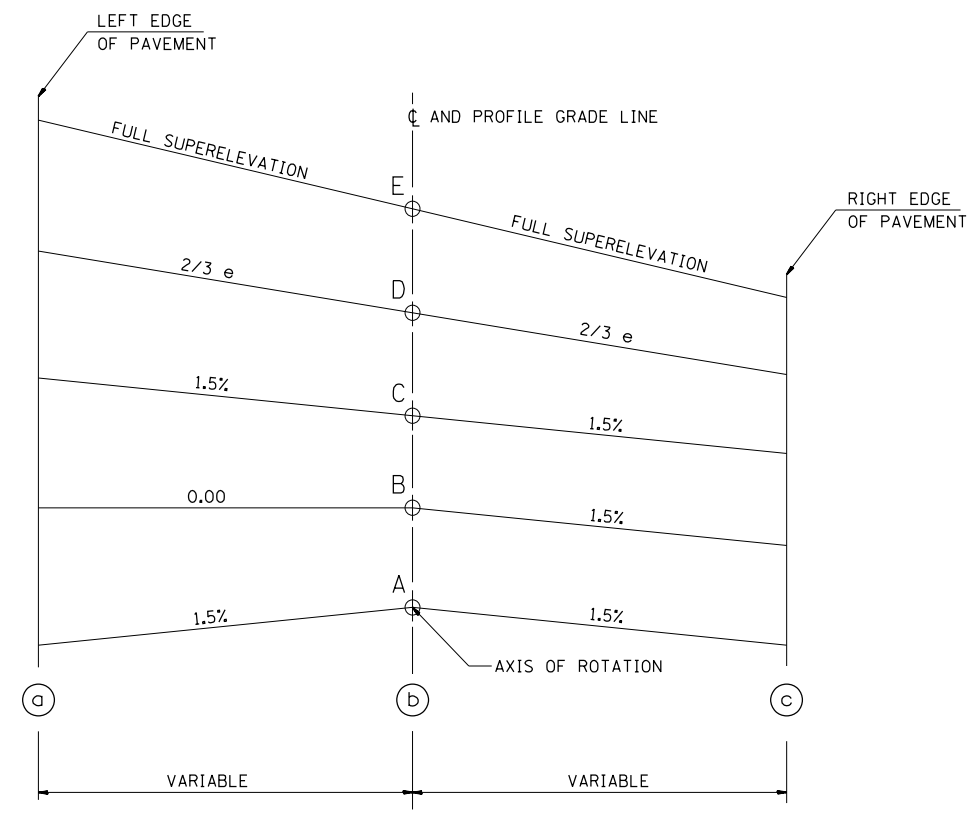 LEFT EDGE
OF PAVEMENT
℄ AND PROFILE GRADE LINE
FULL SUPERELEVATION
E
RIGHT EDGE
OF PAVEMENT
FULL SUPERELEVATION
2/3 e
D
2/3 e
1.5%
C
1.5%
0.00
B
1.5%
A
1.5%
1.5%
AXIS OF ROTATION
a
b
c
VARIABLE
VARIABLE